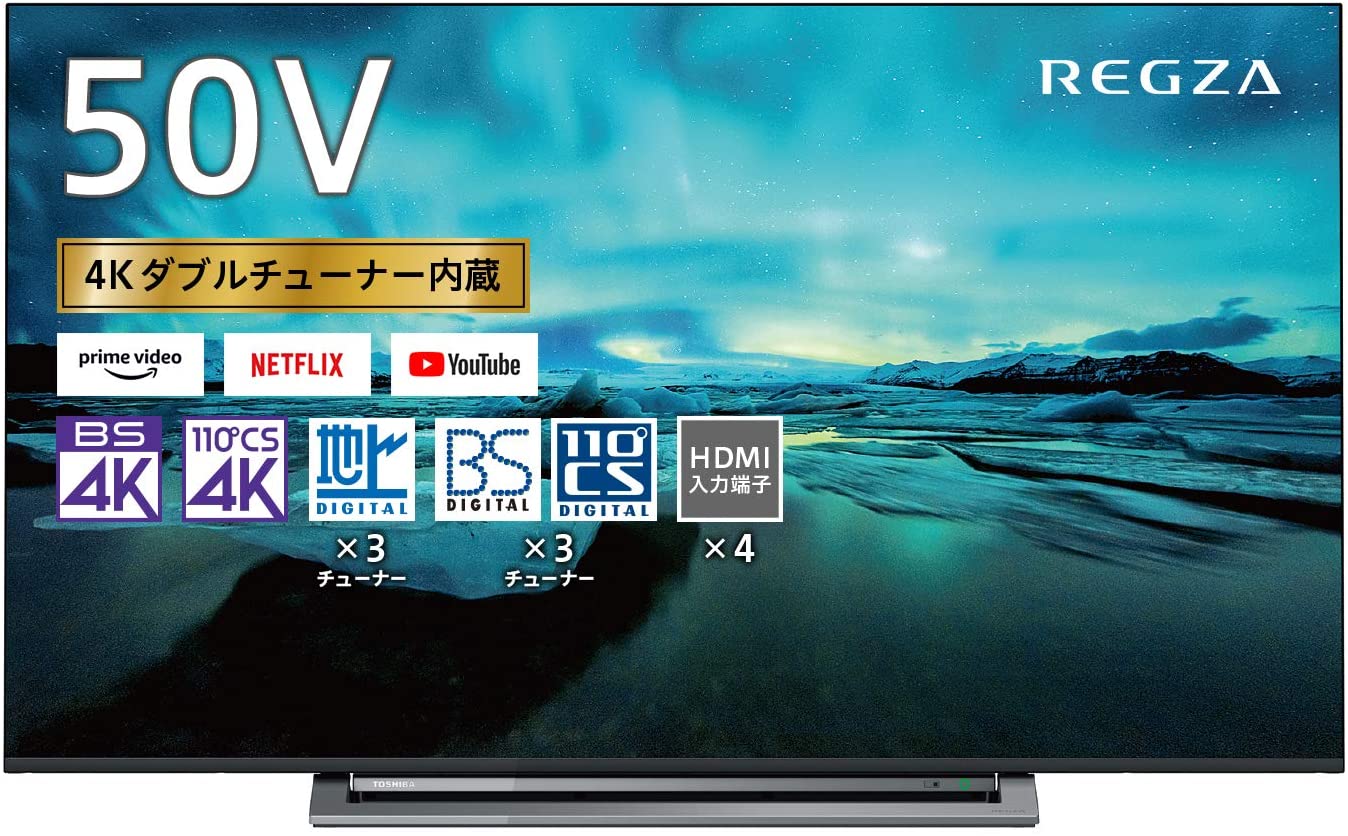 50V
REGZA
4Kダブルチューナー内蔵
prime video
NETFLIX
YouTube
BS
4K
110°CS
4K
地上
DIGITAL
BS
DIGITAL
110°
CS
DIGITAL
HDMI
入力端子
×3
チューナー
×3
チューナー
×4
TOSHIBA
REGZA